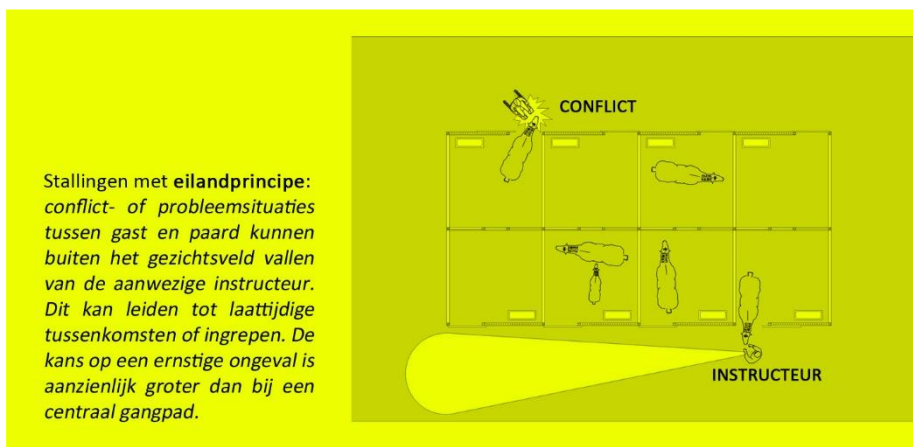 Stallingen met eilandprincipe:
conflict- of probleemsituaties
tussen gast en paard kunnen
buiten het gezichtsveld vallen
van de aanwezige instructeur.
Dit kan leiden tot laattijdige
tussenkomsten of ingrepen. De
kans op een ernstige ongeval is
aanzienlijk groter dan bij een
centraal gangpad.
CONFLICT
INSTRUCTEUR